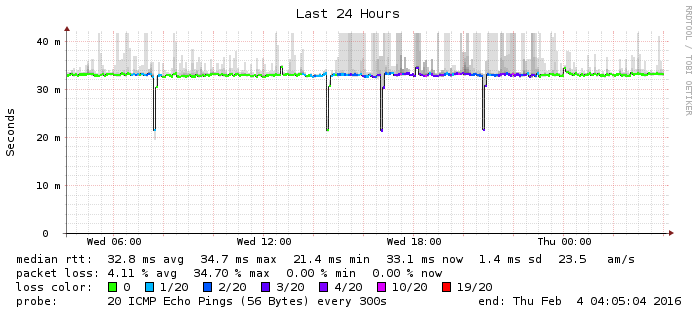 Last 24 Hours
RRDTOOL / TOBI OETIKER
Seconds
40 m
30 m
20 m
10 m
0
Wed 06:00 Wed 12:00 Wed 18:00 Thu 00:00
median rtt: 32.8 ms avg 34.7 ms max 21.4 ms min 33.1 ms now 1.4 ms sd 23.5 am/s
packet loss: 4.11 % avg 34.70 % max 0.00 % min 0.00 % now
loss color: 0 1/20 2/20 3/20 4/20 10/20 19/20
probe: 20 ICMP Echo Pings (56 Bytes) every 300s end: Thu Feb 4 04:05:04 2016